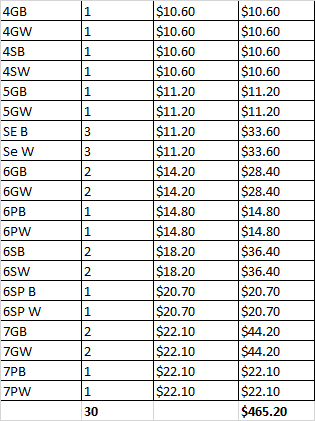 4GB 1 $10.60 $10.60
4GW 1 $10.60 $10.60
4SB 1 $10.60 $10.60
4SW 1 $10.60 $10.60
5GB 1 $11.20 $11.20
5GW 1 $11.20 $11.20
SE B 3 $11.20 $33.60
Se W 3 $11.20 $33.60
6GB 2 $14.20 $28.40
6GW 2 $14.20 $28.40
6PB 1 $14.80 $14.80
6PW 1 $14.80 $14.80
6SB 2 $18.20 $36.40
6SW 2 $18.20 $36.40
6SP B 1 $20.70 $20.70
6SP W 1 $20.70 $20.70
7GB 2 $22.10 $44.20
7GW 2 $22.10 $44.20
7PB 1 $22.10 $22.10
7PW 1 $22.10 $22.10
30 $465.20